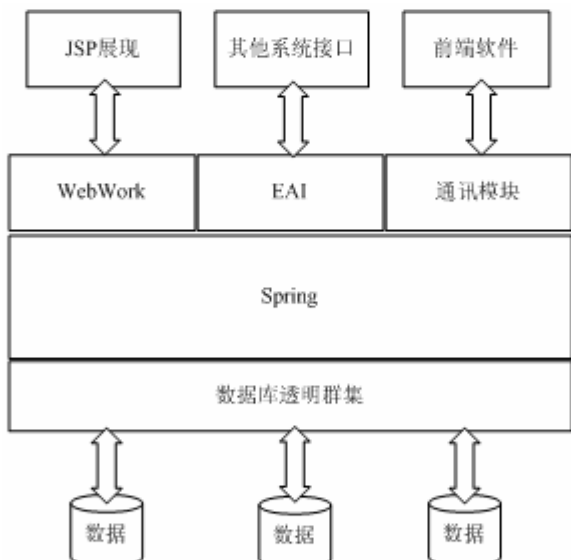 JSP展现
其他系统接口
前端软件
WebWork
EAI
通讯模块
Spring
数据库透明群集
数据
数据
数据